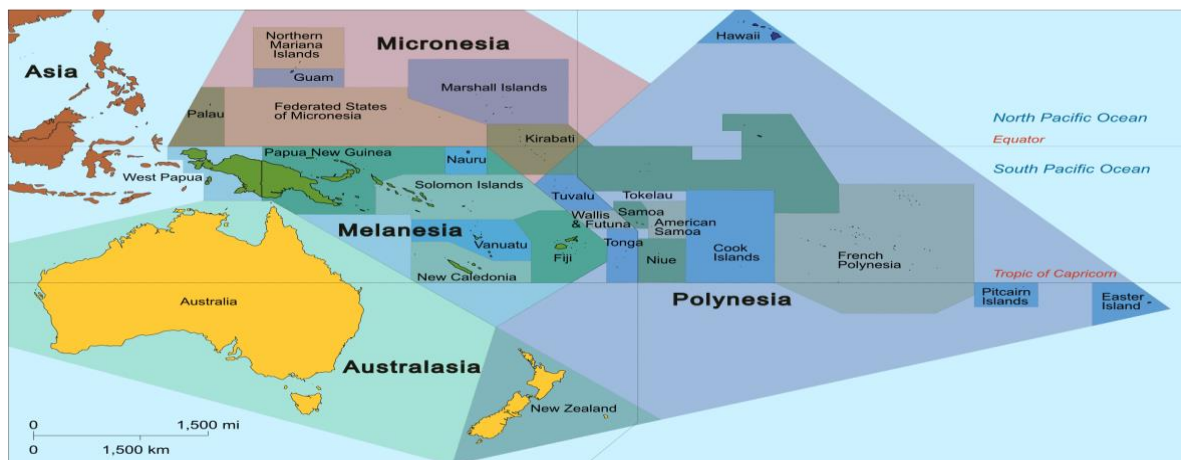 Asia
Northern
Mariana
Islands
Guam
Micronesia
Marshall Islands
Palau
Federated States
of Micronesia
Kirabati
Hawaii
North Pacific Ocean
Equator
South Pacific Ocean
West Papua
Papua New Guinea
Nauru
Solomon Islands
Tuvalu
Tokelau
Wallis
& Futuna
Samoa
American
Samoa
Melanesia
Vanuatu
Fiji
Tonga
Niue
Cook
Islands
French
Polynesia
New Caledonia
Tropic of Capricorn
Pitcairn
Islands
Easter
Island
Polynesia
Australia
Australasia
New Zealand
0
1,500 mi
0
1,500 km